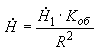 Ḣ = Ḣ₁ · K_об / R²